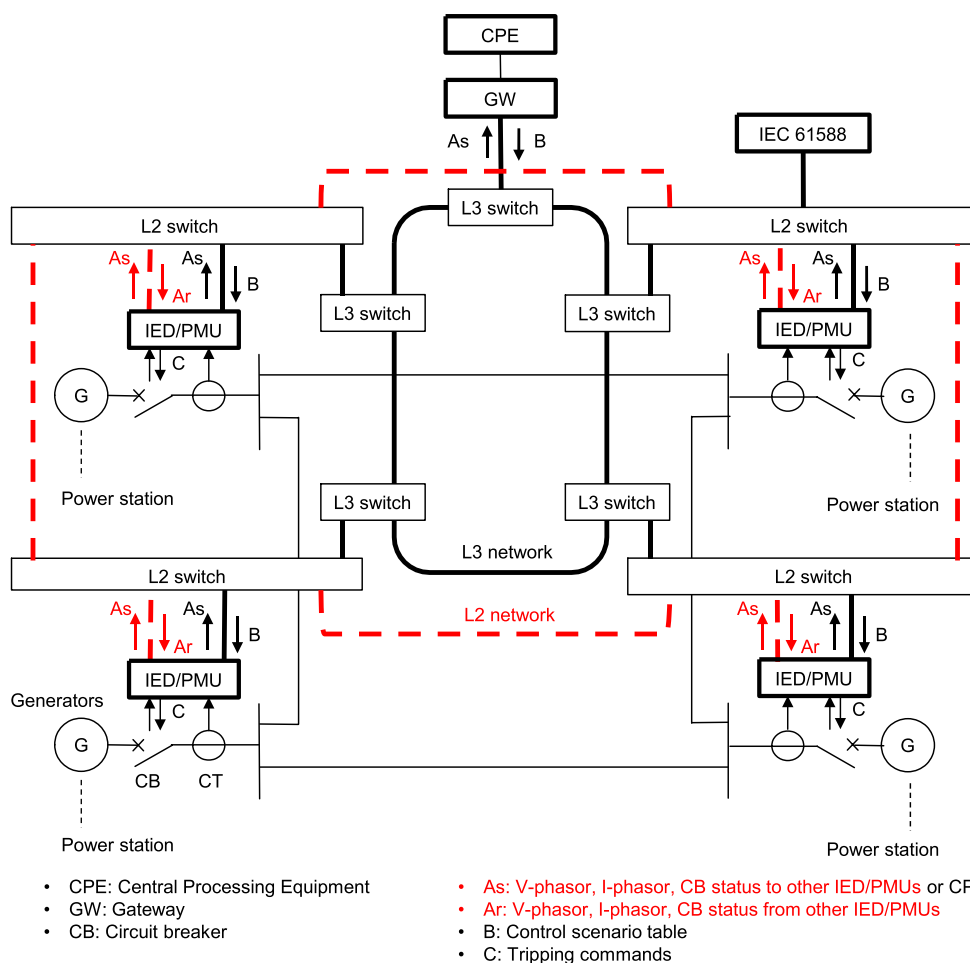 CPE
GW
IEC 61588
As
B
L3 switch
L2 switch
L2 switch
As
Ar
As
B
L3 switch
L3 switch
As
Ar
As
B
IED/PMU
IED/PMU
C
C
G
G
Power station
Power station
L3 switch
L3 switch
L3 network
L2 switch
L2 switch
L2 network
As
Ar
As
B
As
Ar
As
B
IED/PMU
IED/PMU
Generators
C
C
G
G
CB
CT
Power station
Power station
• CPE: Central Processing Equipment
• GW: Gateway
• CB: Circuit breaker
• As: V-phasor, I-phasor, CB status to other IED/PMUs or CP
• Ar: V-phasor, I-phasor, CB status from other IED/PMUs
• B: Control scenario table
• C: Tripping commands